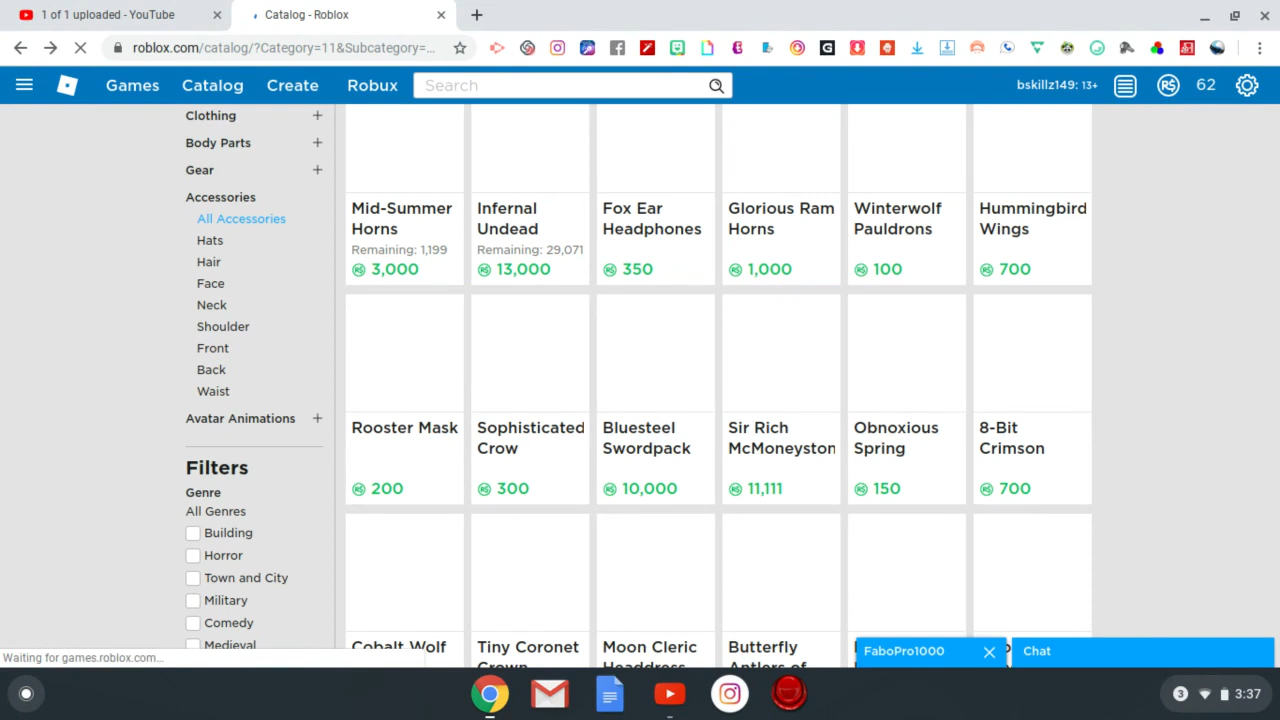 1 of 1 uploaded - YouTube
Catalog - Roblox
roblox.com/catalog/?Category=11&Subcategory=...
Games
Catalog
Create
Robux
Search
bskillz149: 13+
62
Clothing
Body Parts
Gear
Accessories
All Accessories
Hats
Hair
Face
Neck
Shoulder
Front
Back
Waist
Avatar Animations
Filters
Genre
All Genres
Building
Horror
Town and City
Military
Comedy
Medieval
Mid-Summer
Horns
Remaining: 1,199
3,000
Infernal
Undead
Remaining: 29,071
13,000
Fox Ear
Headphones
350
Glorious Ram
Horns
1,000
Winterwolf
Pauldrons
100
Hummingbird
Wings
700
Rooster Mask
200
Sophisticated
Crow
300
Bluesteel
Swordpack
10,000
Sir Rich
McMoneyston
11,111
Obnoxious
Spring
150
8-Bit
Crimson
700
Cobalt Wolf
Tiny Coronet
Crown
Moon Cleric
Headdress
Butterfly
Antlers of
FaboPro1000
Chat
Waiting for games.roblox.com...
3
3:37